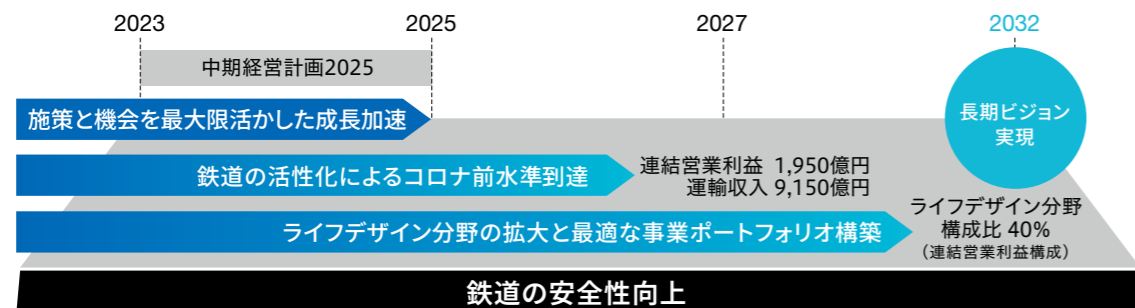 2023
2025
2027
2032
中期経営計画2025
施策と機会を最大限活かした成長加速
長期ビジョン
実現
鉄道の活性化によるコロナ前水準到達
連結営業利益 1,950億円
運輸収入 9,150億円
ライフデザイン分野の拡大と最適な事業ポートフォリオ構築
ライフデザイン分野
構成比 40%
（連結営業利益構成）
鉄道の安全性向上